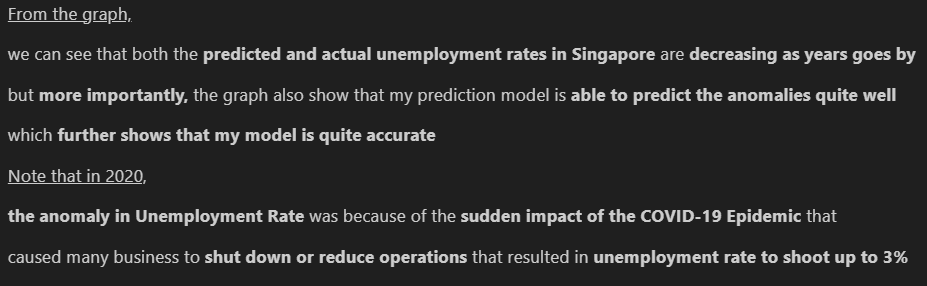 From the graph,
we can see that both the predicted and actual unemployment rates in Singapore are decreasing as years goes by
but more importantly, the graph also show that my prediction model is able to predict the anomalies quite well
which further shows that my model is quite accurate
Note that in 2020,
the anomaly in Unemployment Rate was because of the sudden impact of the COVID-19 Epidemic that
caused many business to shut down or reduce operations that resulted in unemployment rate to shoot up to 3%